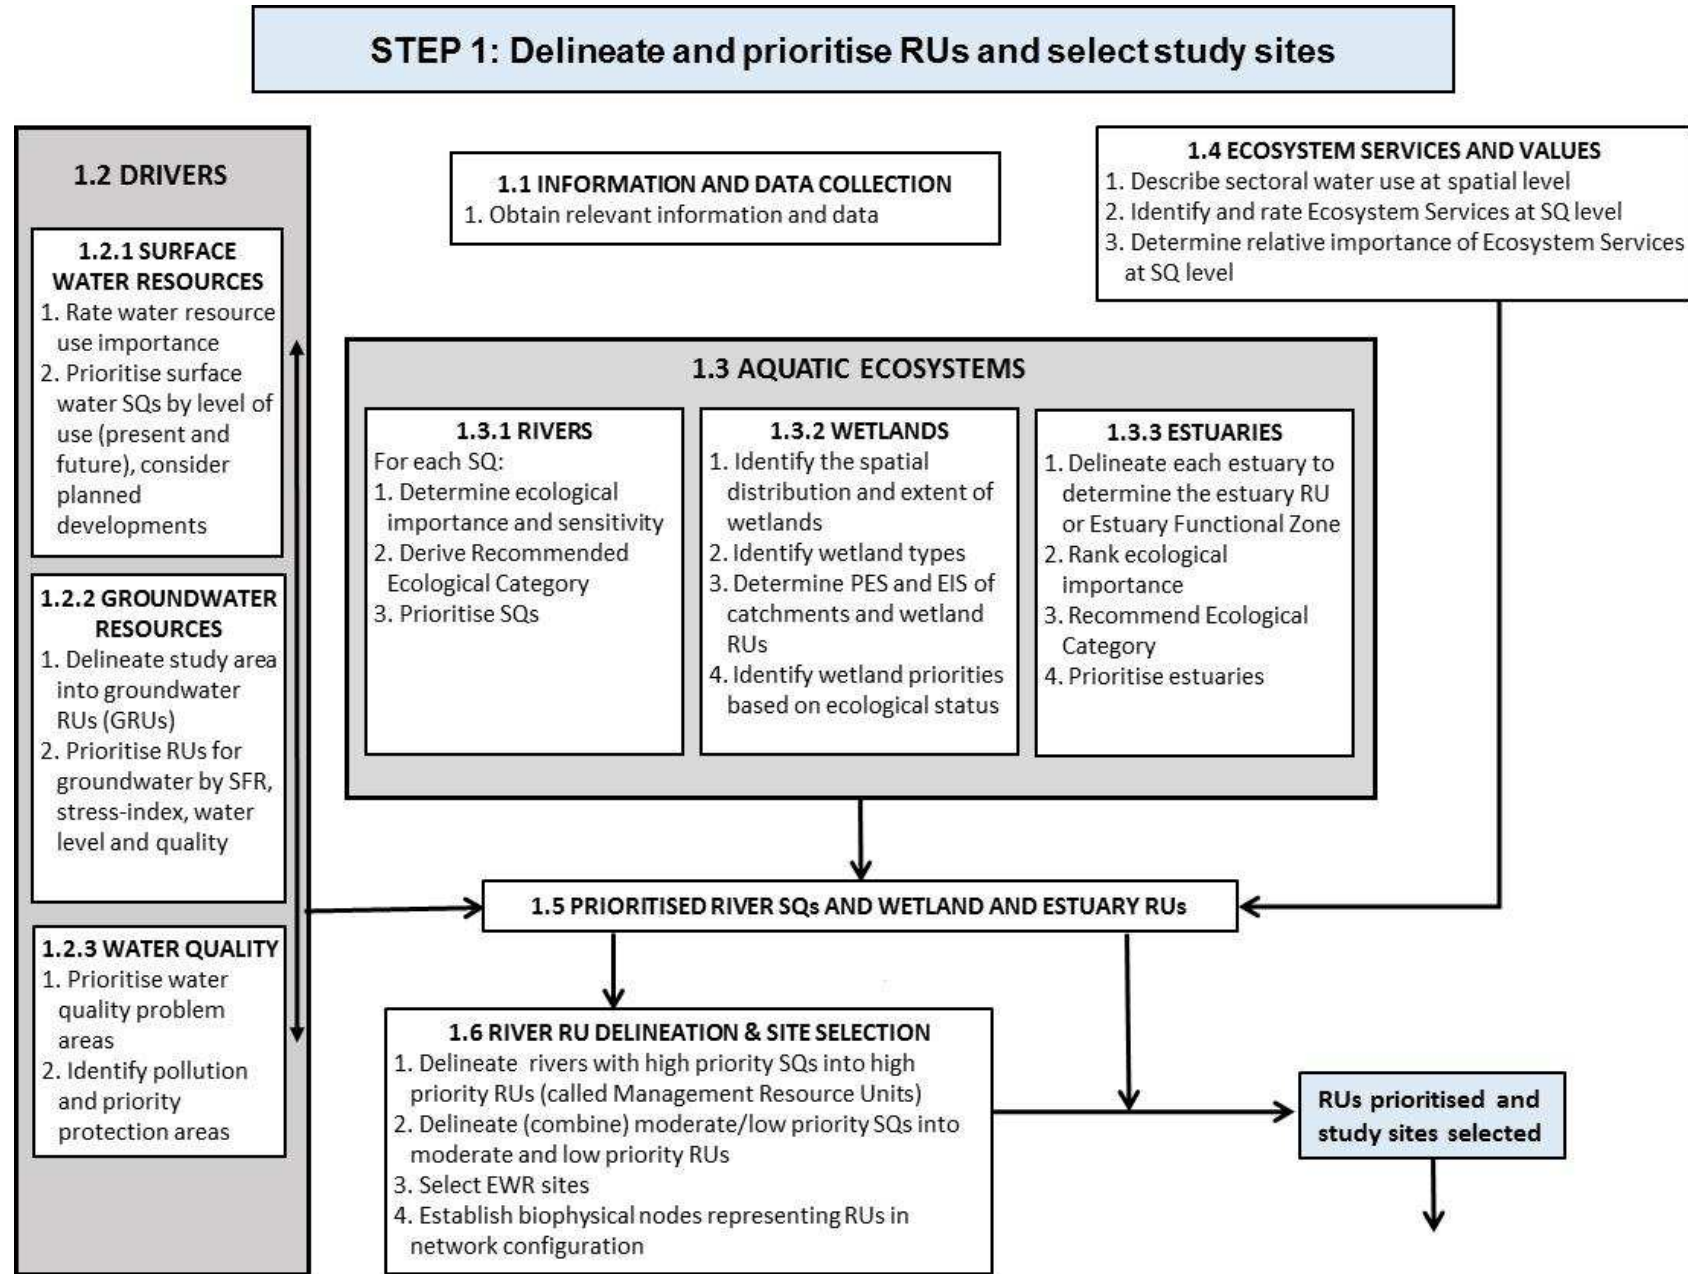 STEP 1: Delineate and prioritise RUs and select study sites
1.2 DRIVERS
1.2.1 SURFACE
WATER RESOURCES
1. Rate water resource
use importance
2. Prioritise surface
water SQs by level of
use (present and
future), consider
planned
developments
1.2.2 GROUNDWATER
RESOURCES
1. Delineate study area
into groundwater
RUs (GRUs)
2. Prioritise RUs for
groundwater by SFR,
stress-index, water
level and quality
1.2.3 WATER QUALITY
1. Prioritise water
quality problem
areas
2. Identify pollution
and priority
protection areas
1.1 INFORMATION AND DATA COLLECTION
1. Obtain relevant information and data
1.4 ECOSYSTEM SERVICES AND VALUES
1. Describe sectoral water use at spatial level
2. Identify and rate Ecosystem Services at SQ level
3. Determine relative importance of Ecosystem Services
at SQ level
1.3 AQUATIC ECOSYSTEMS
1.3.1 RIVERS
For each SQ:
1. Determine ecological
importance and sensitivity
2. Derive Recommended
Ecological Category
3. Prioritise SQs
1.3.2 WETLANDS
1. Identify the spatial
distribution and extent of
wetlands
2. Identify wetland types
3. Determine PES and EIS of
catchments and wetland
RUs
4. Identify wetland priorities
based on ecological status
1.3.3 ESTUARIES
1. Delineate each estuary to
determine the estuary RU
or Estuary Functional Zone
2. Rank ecological
importance
3. Recommend Ecological
Category
4. Prioritise estuaries
1.5 PRIORITISED RIVER SQs AND WETLAND AND ESTUARY RUs
1.6 RIVER RU DELINEATION & SITE SELECTION
1. Delineate rivers with high priority SQs into high
priority RUs (called Management Resource Units)
2. Delineate (combine) moderate/low priority SQs into
moderate and low priority RUs
3. Select EWR sites
4. Establish biophysical nodes representing RUs in
network configuration
RUs prioritised and
study sites selected